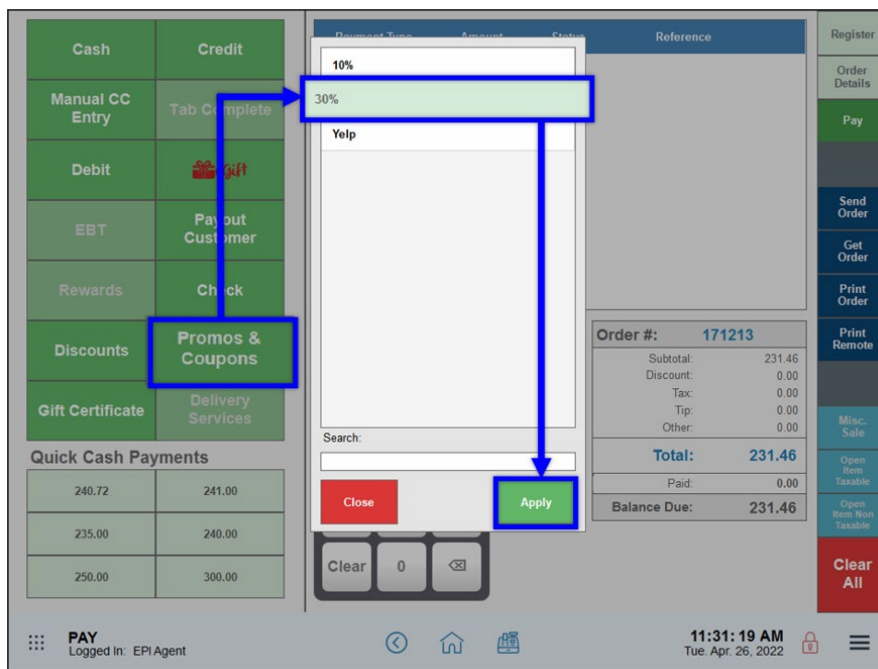 Cash
Credit
Manual CC
Entry
Tab Complete
Debit
Gift
EBT
Payout
Customer
Rewards
Check
Discounts
Promos &
Coupons
Gift Certificate
Delivery
Services
Quick Cash Payments
240.72
241.00
235.00
240.00
250.00
300.00
Payment Type
Amount
Status
Reference
10%
30%
Yelp
Search:
Close
Apply
Clear
0
Order #: 171213
Subtotal: 231.46
Discount: 0.00
Tax: 0.00
Tip: 0.00
Other: 0.00
Total: 231.46
Paid: 0.00
Balance Due: 231.46
Register
Order
Details
Pay
Send
Order
Get
Order
Print
Order
Print
Remote
Misc.
Sale
Open
Item
Taxable
Open
Item Non
Taxable
Clear
All
PAY
Logged In: EPI Agent
11:31:19 AM
Tue. Apr. 26, 2022